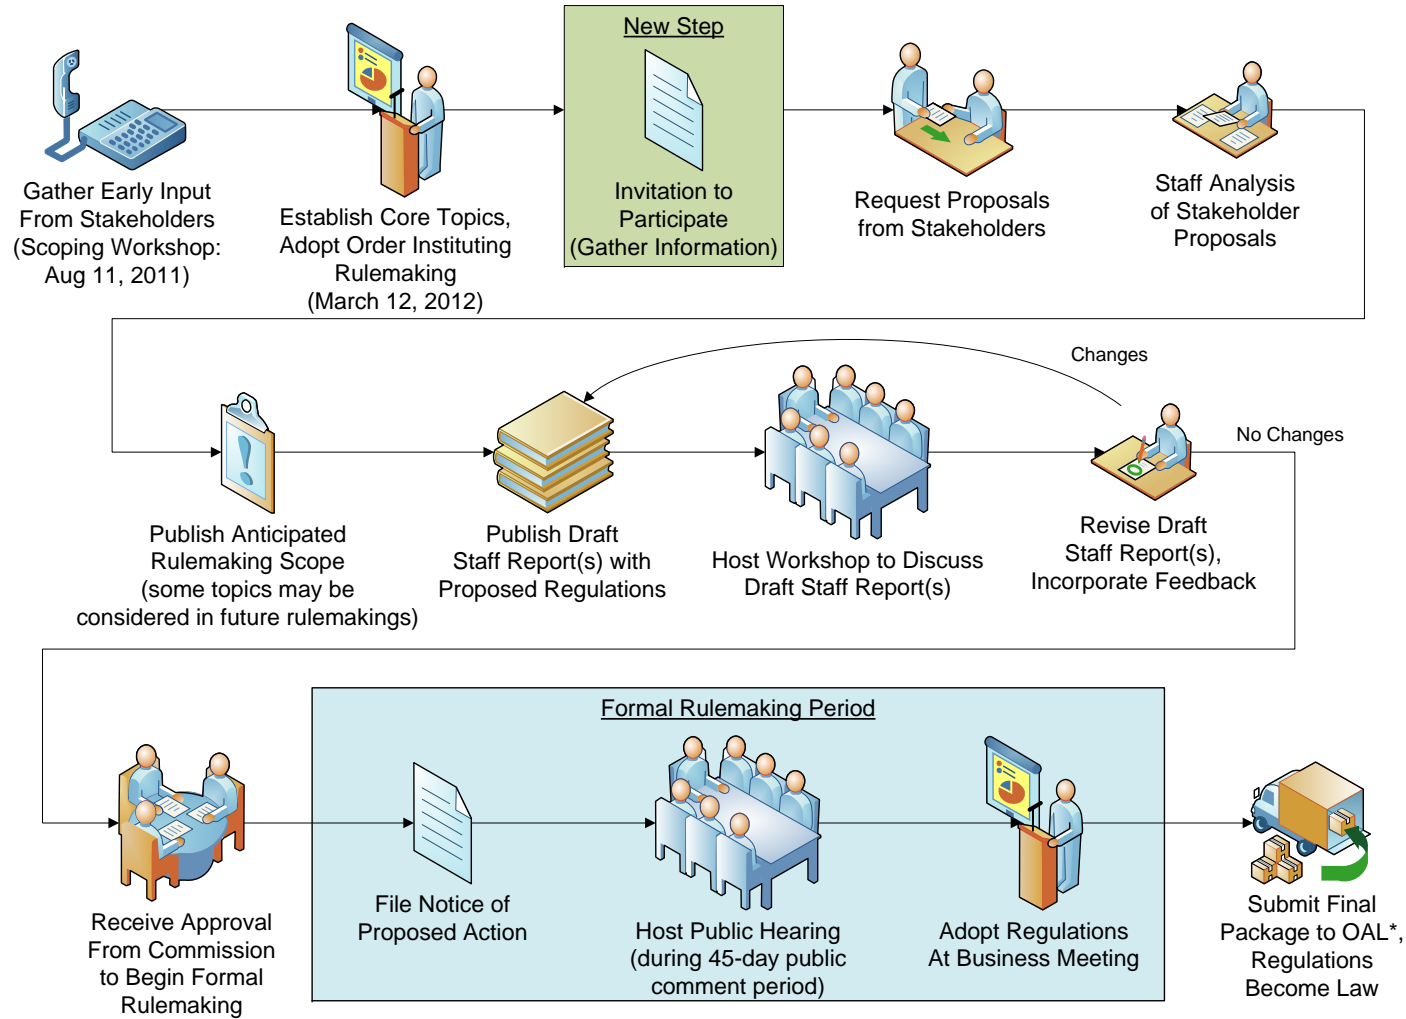 Gather Early Input
From Stakeholders
(Scoping Workshop:
Aug 11, 2011)
Establish Core Topics,
Adopt Order Instituting
Rulemaking
(March 12, 2012)
New Step
Invitation to
Participate
(Gather Information)
Request Proposals
from Stakeholders
Staff Analysis
of Stakeholder
Proposals
Publish Anticipated
Rulemaking Scope
(some topics may be
considered in future rulemakings)
Publish Draft
Staff Report(s) with
Proposed Regulations
Host Workshop to Discuss
Draft Staff Report(s)
Changes
Revise Draft
Staff Report(s),
Incorporate Feedback
No Changes
Receive Approval
From Commission
to Begin Formal
Rulemaking
Formal Rulemaking Period
File Notice of
Proposed Action
Host Public Hearing
(during 45-day public
comment period)
Adopt Regulations
At Business Meeting
Submit Final
Package to OAL*,
Regulations
Become Law